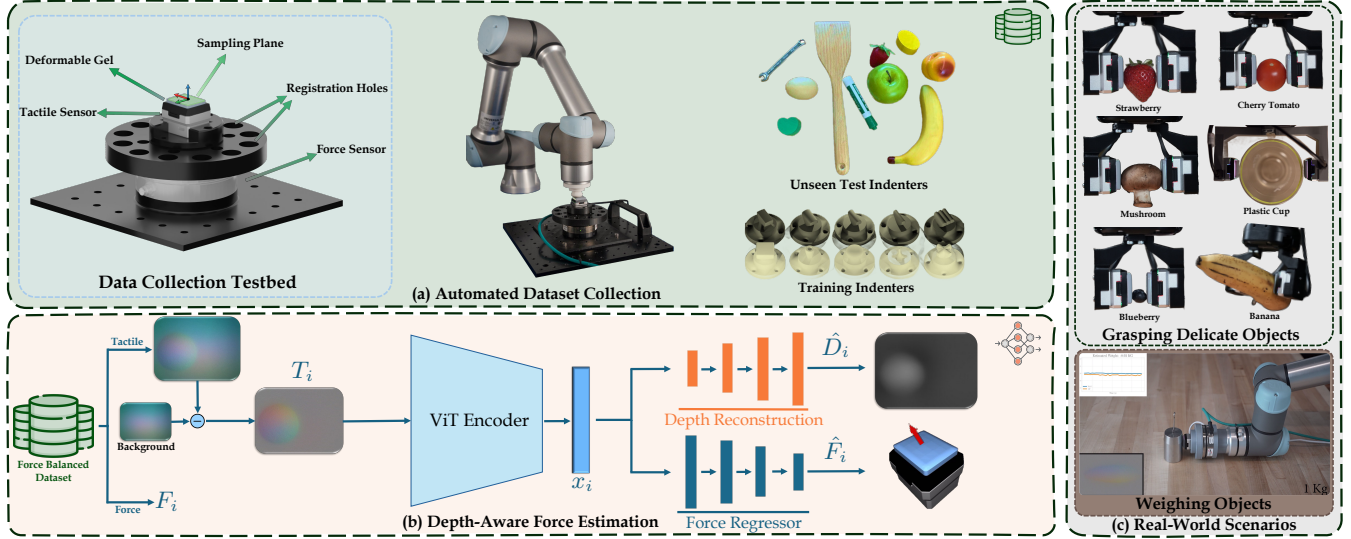 Sampling Plane
Deformable Gel
Registration Holes
Tactile Sensor
Force Sensor
Data Collection Testbed
(a) Automated Dataset Collection
Unseen Test Indenters
Training Indenters
Tactile
Background
Force Balanced
Dataset
Force
F_i
T_i
ViT Encoder
x_i
D̂_i
Depth Reconstruction
F̂_i
Force Regressor
(b) Depth-Aware Force Estimation
Strawberry
Cherry Tomato
Mushroom
Plastic Cup
Blueberry
Banana
Grasping Delicate Objects
1 Kg
Weighing Objects
(c) Real-World Scenarios